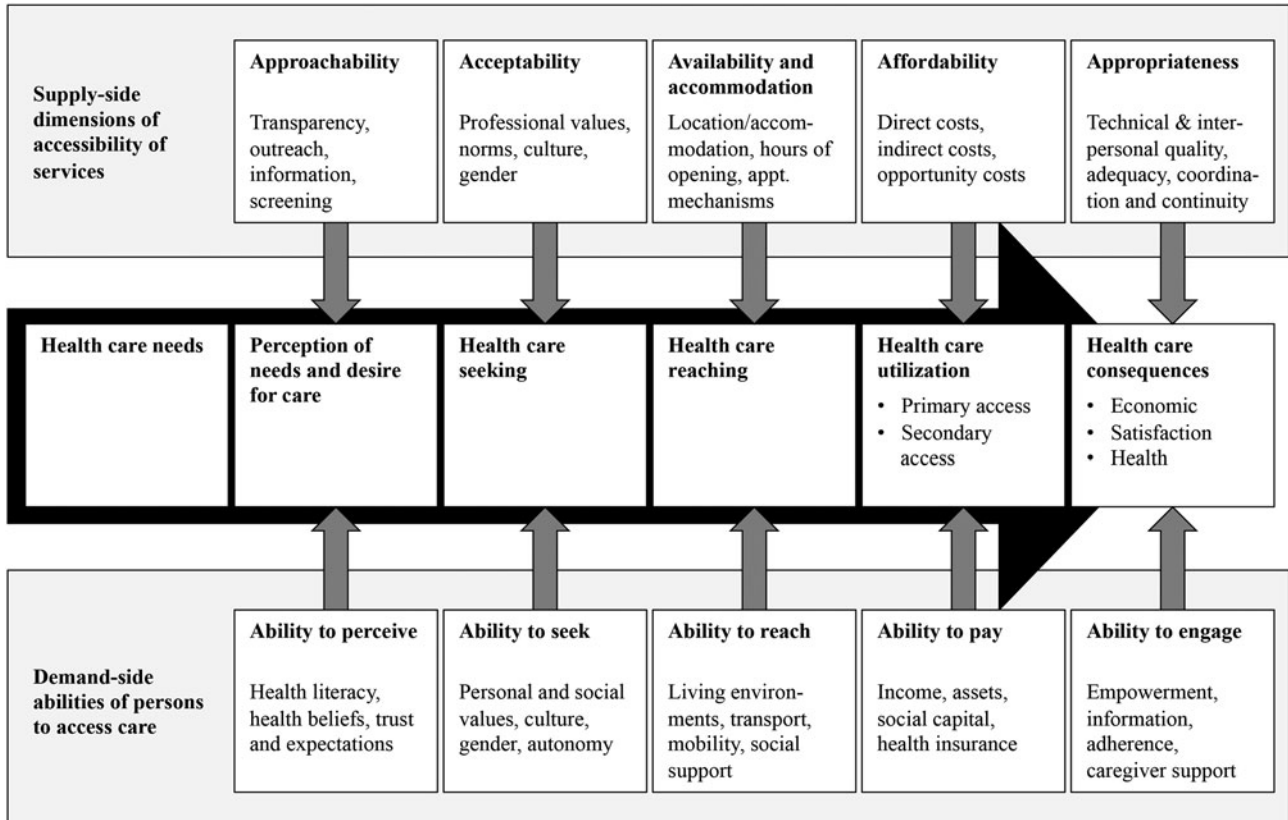 Supply-side
dimensions of
accessibility of
services
Approachability
Transparency,
outreach,
information,
screening
Acceptability
Professional values,
norms, culture,
gender
Availability and
accommodation
Location/accom-
modation, hours of
opening, appt.
mechanisms
Affordability
Direct costs,
indirect costs,
opportunity costs
Appropriateness
Technical & inter-
personal quality,
adequacy, coordina-
tion and continuity
Health care needs
Perception of
needs and desire
for care
Health care
seeking
Health care
reaching
Health care
utilization
• Primary access
• Secondary
access
Health care
consequences
• Economic
• Satisfaction
• Health
Demand-side
abilities of persons
to access care
Ability to perceive
Health literacy,
health beliefs, trust
and expectations
Ability to seek
Personal and social
values, culture,
gender, autonomy
Ability to reach
Living environ-
ments, transport,
mobility, social
support
Ability to pay
Income, assets,
social capital,
health insurance
Ability to engage
Empowerment,
information,
adherence,
caregiver support